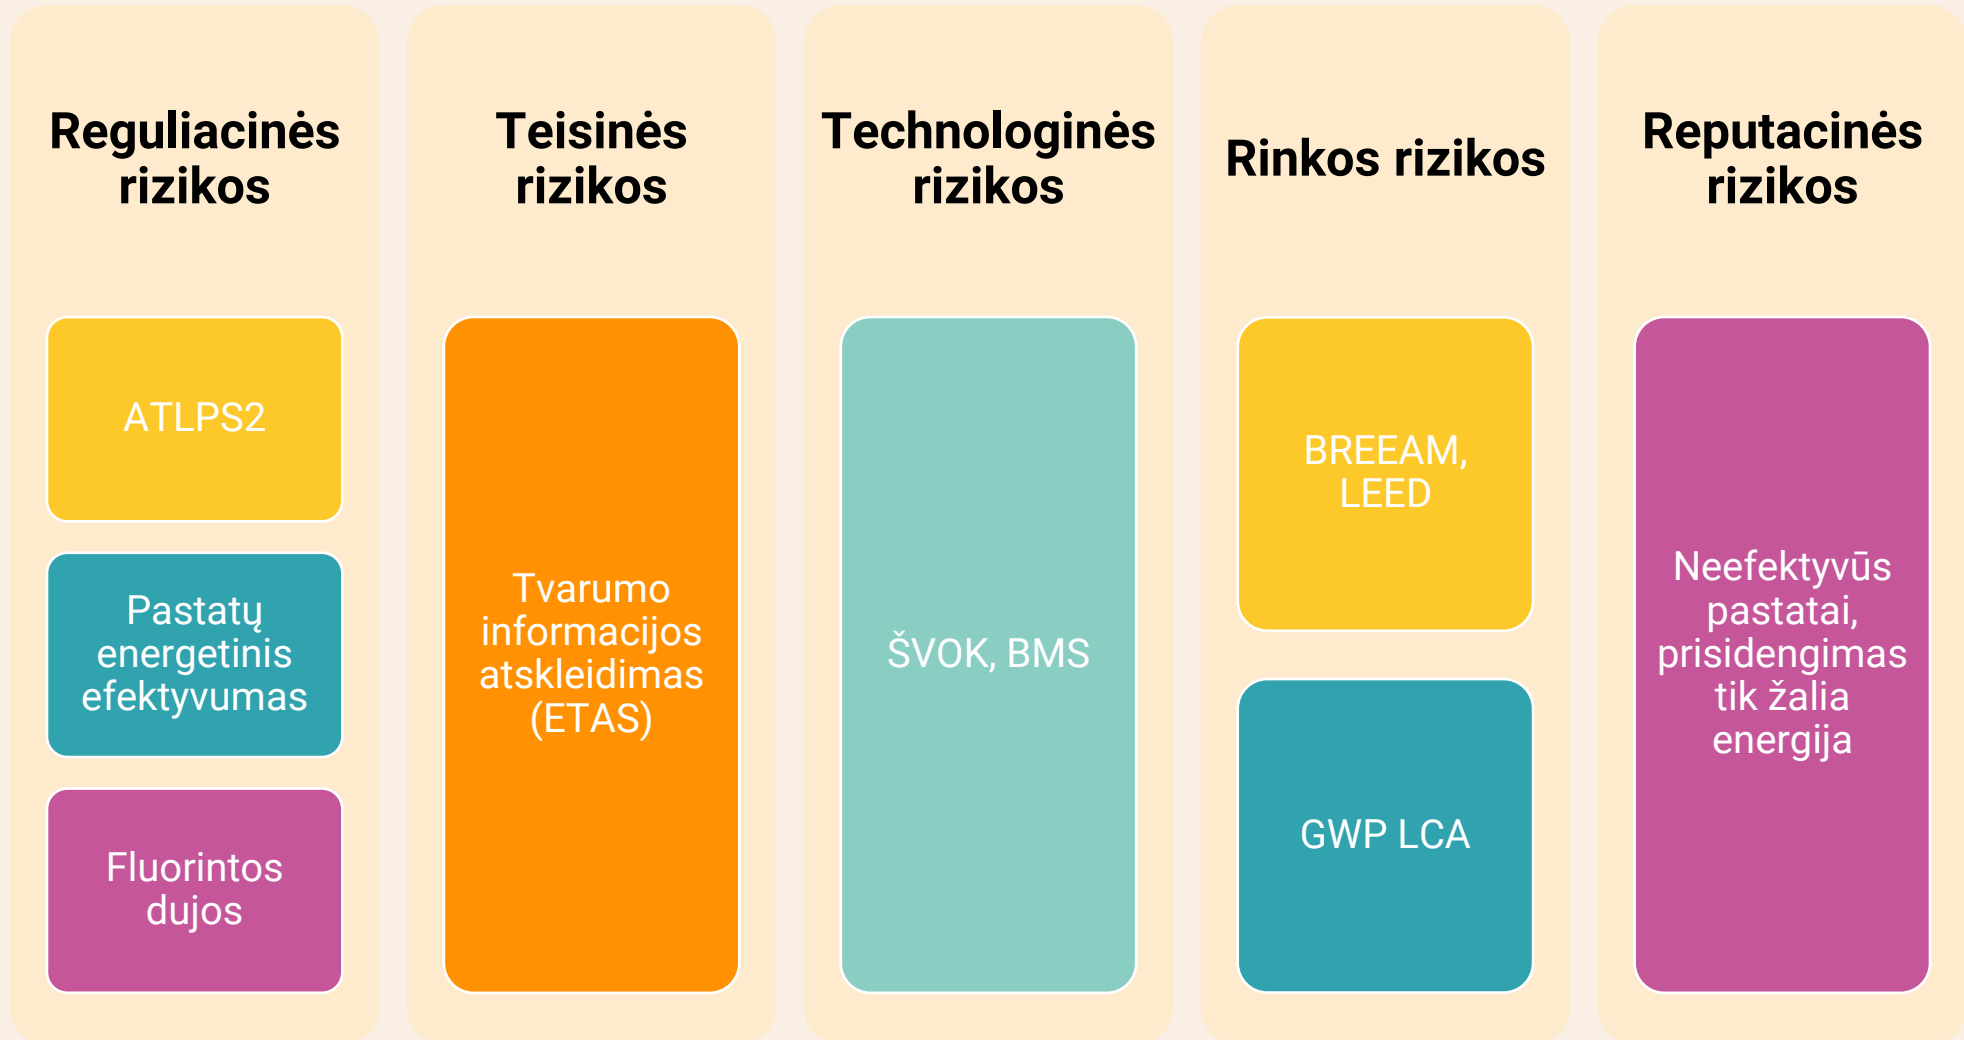 Reguliacinės
rizikos
ATLPS2
Pastatų
energetinis
efektyvumas
Fluorintos
dujos
Teisinės
rizikos
Tvarumo
informacijos
atskleidimas
(ETAS)
Technologinės
rizikos
ŠVOK, BMS
Rinkos rizikos
BREEAM,
LEED
GWP LCA
Reputacinės
rizikos
Neefektyvūs
pastatai,
prisidengimas
tik žalia
energija